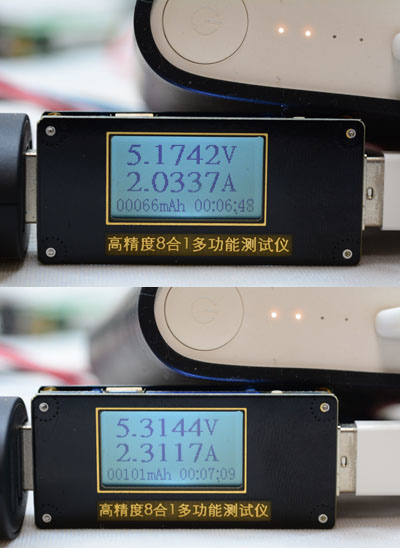 5.1742V
2.0337A
00066mAh 00:06:48
高精度8合1多功能测试仪
5.3144V
2.3117A
00101mAh 00:07:09
高精度8合1多功能测试仪